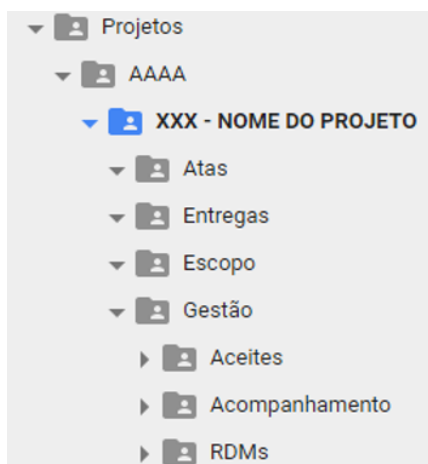 Projetos
AAAA
XXX - NOME DO PROJETO
Atas
Entregas
Escopo
Gestão
Aceites
Acompanhamento
RDMs